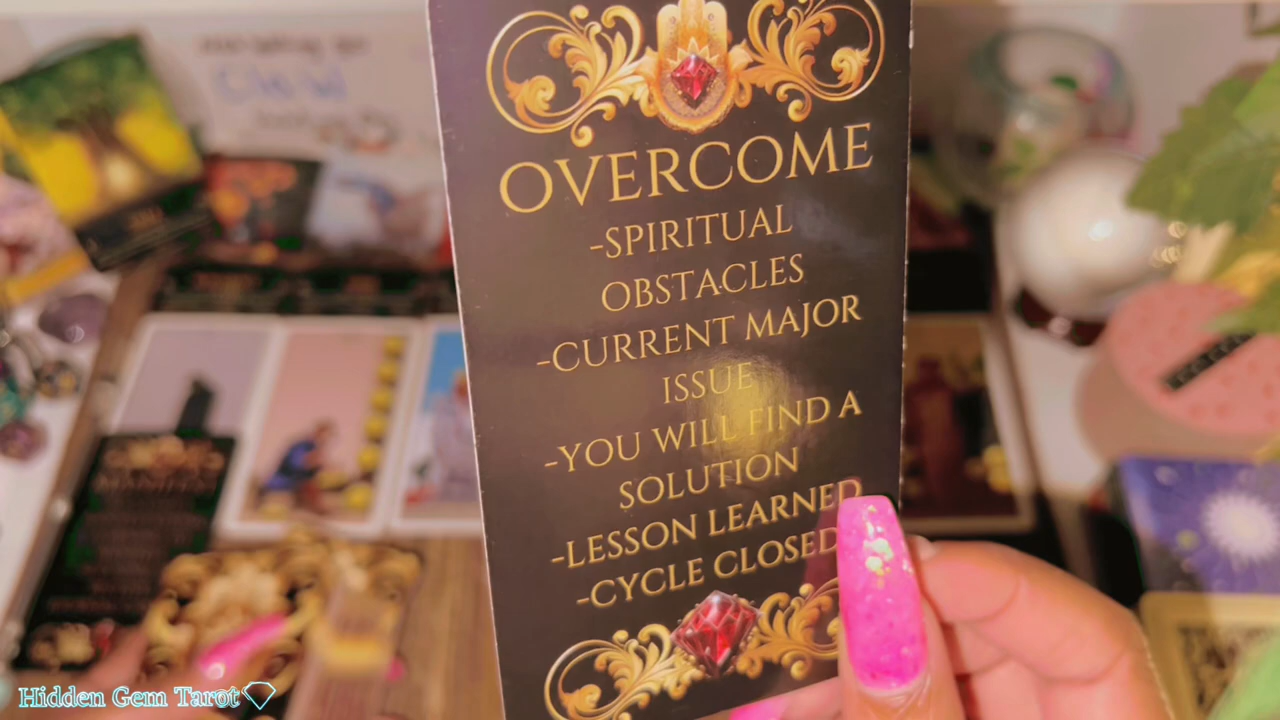 OVERCOME
-SPIRITUAL
OBSTACLES
-CURRENT MAJOR
ISSUE
-YOU WILL FIND A
SOLUTION
-LESSON LEARNED
-CYCLE CLOSED
Hidden Gem Tarot